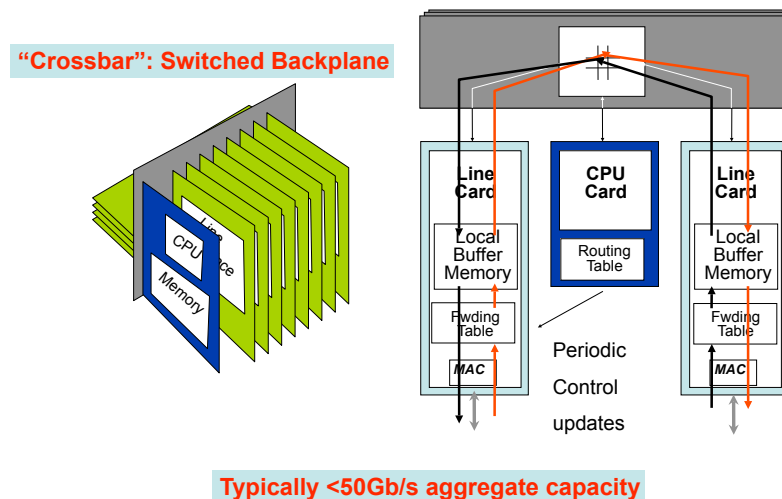 “Crossbar”: Switched Backplane
Line
Card
CPU
Card
Line
Card
Local
Buffer
Memory
Routing
Table
Local
Buffer
Memory
Fwding
Table
Fwding
Table
MAC
MAC
CPU
Line
Memory
Periodic
Control
updates
Typically <50Gb/s aggregate capacity